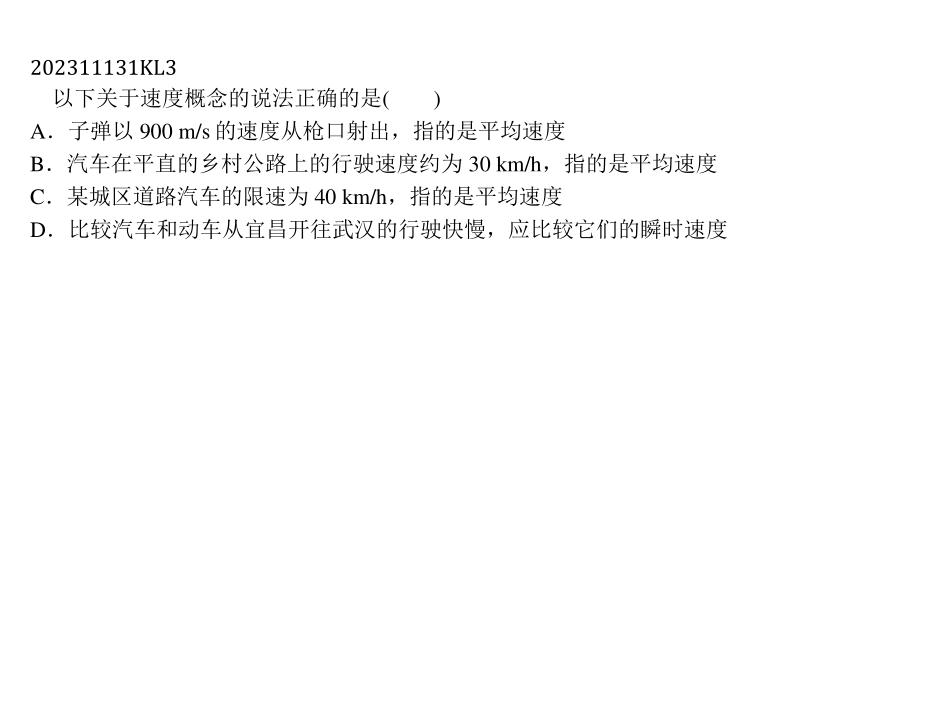 202311131KL3
以下关于速度概念的说法正确的是(　　)
A．子弹以 900 m/s 的速度从枪口射出，指的是平均速度
B．汽车在平直的乡村公路上的行驶速度约为 30 km/h，指的是平均速度
C．某城区道路汽车的限速为 40 km/h，指的是平均速度
D．比较汽车和动车从宜昌开往武汉的行驶快慢，应比较它们的瞬时速度